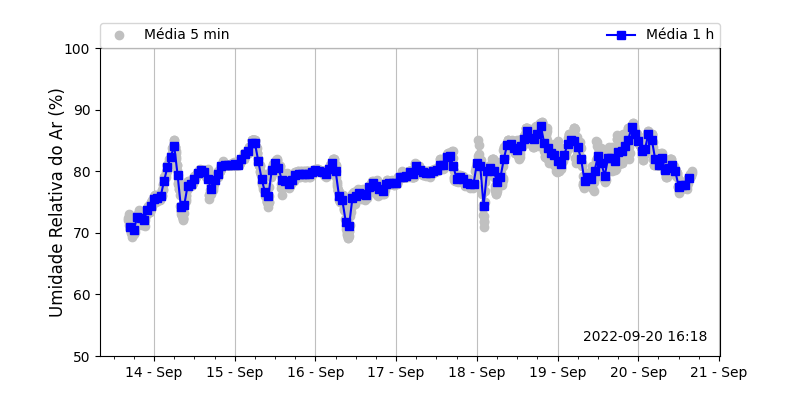 Média 5 min Média 1 h
100
90
80
70
60
50
Umidade Relativa do Ar (%)
2022-09-20 16:18
14 - Sep 15 - Sep 16 - Sep 17 - Sep 18 - Sep 19 - Sep 20 - Sep 21 - Sep